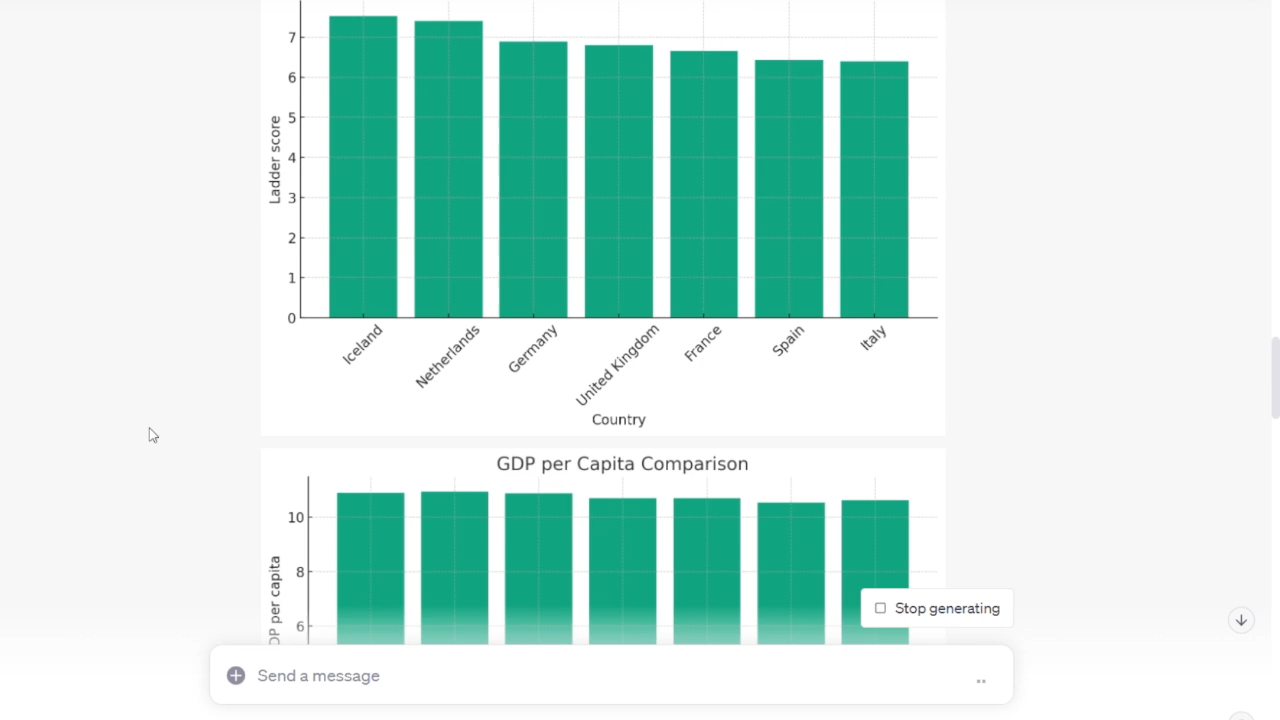 7
6
5
4
3
2
1
0
Ladder score
Iceland
Netherlands
Germany
United Kingdom
France
Spain
Italy
Country
GDP per Capita Comparison
10
8
6
per capita
Stop generating
Send a message